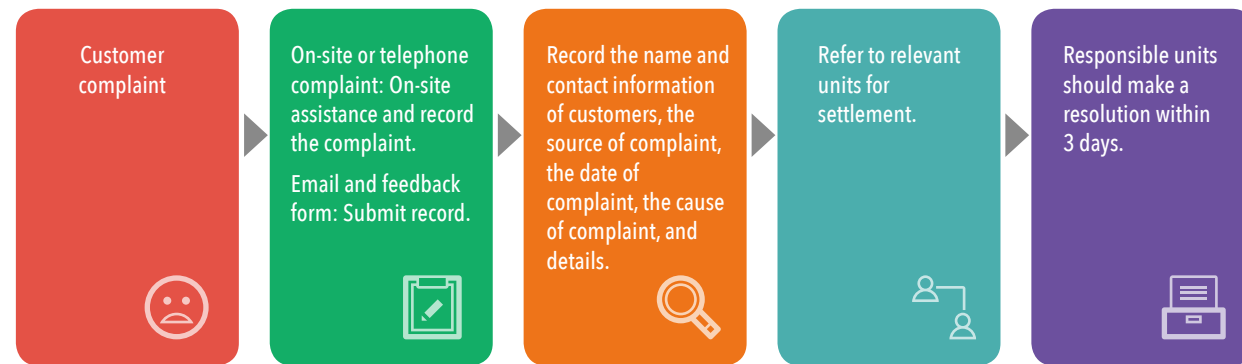 Customer
complaint
On-site or telephone
complaint: On-site
assistance and record
the complaint.
Email and feedback
form: Submit record.
Record the name and
contact information
of customers, the
source of complaint,
the date of
complaint, the cause
of complaint, and
details.
Refer to relevant
units for
settlement.
Responsible units
should make a
resolution within
3 days.